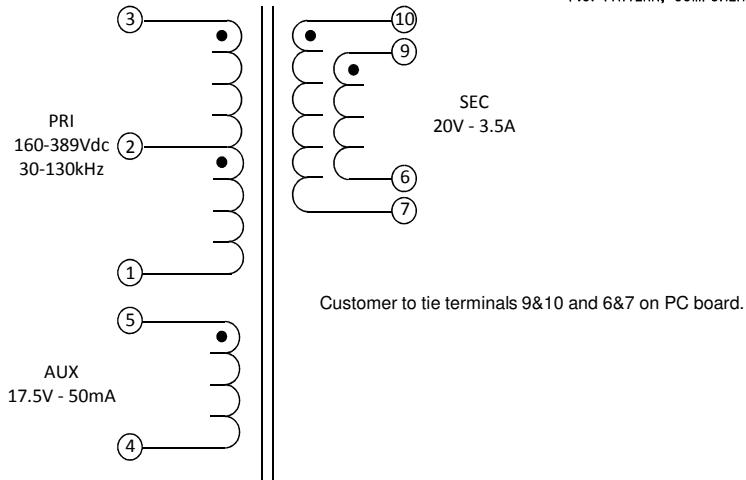 3
10
9
PRI
160-389Vdc
30-130kHz
2
SEC
20V - 3.5A
6
7
1
Customer to tie terminals 9&10 and 6&7 on PC board.
5
AUX
17.5V - 50mA
4